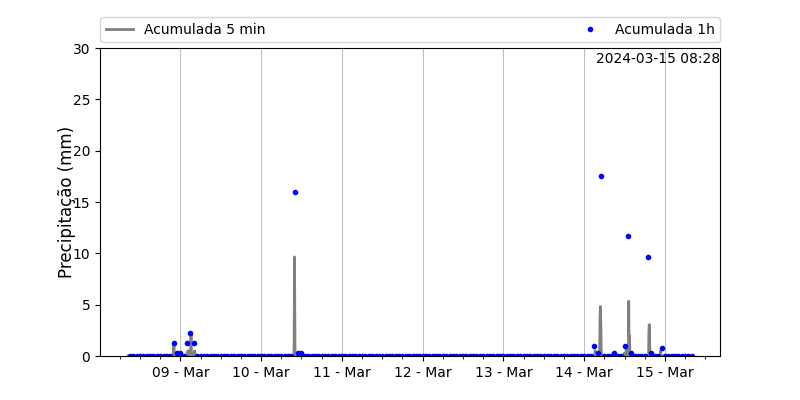 Acumulada 5 min
Acumulada 1h
2024-03-15 08:28
Precipitação (mm)
30
25
20
15
10
5
0
09 - Mar
10 - Mar
11 - Mar
12 - Mar
13 - Mar
14 - Mar
15 - Mar